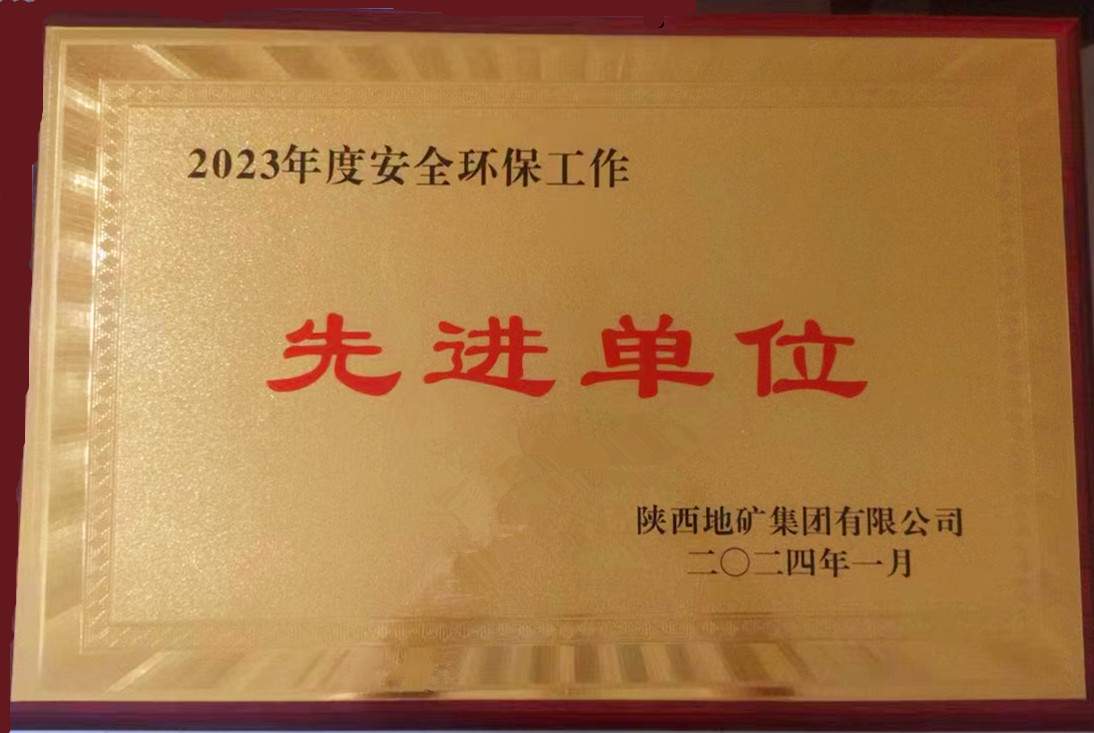 2023年度安全环保工作
先进单位
陕西地矿集团有限公司
二〇二四年一月